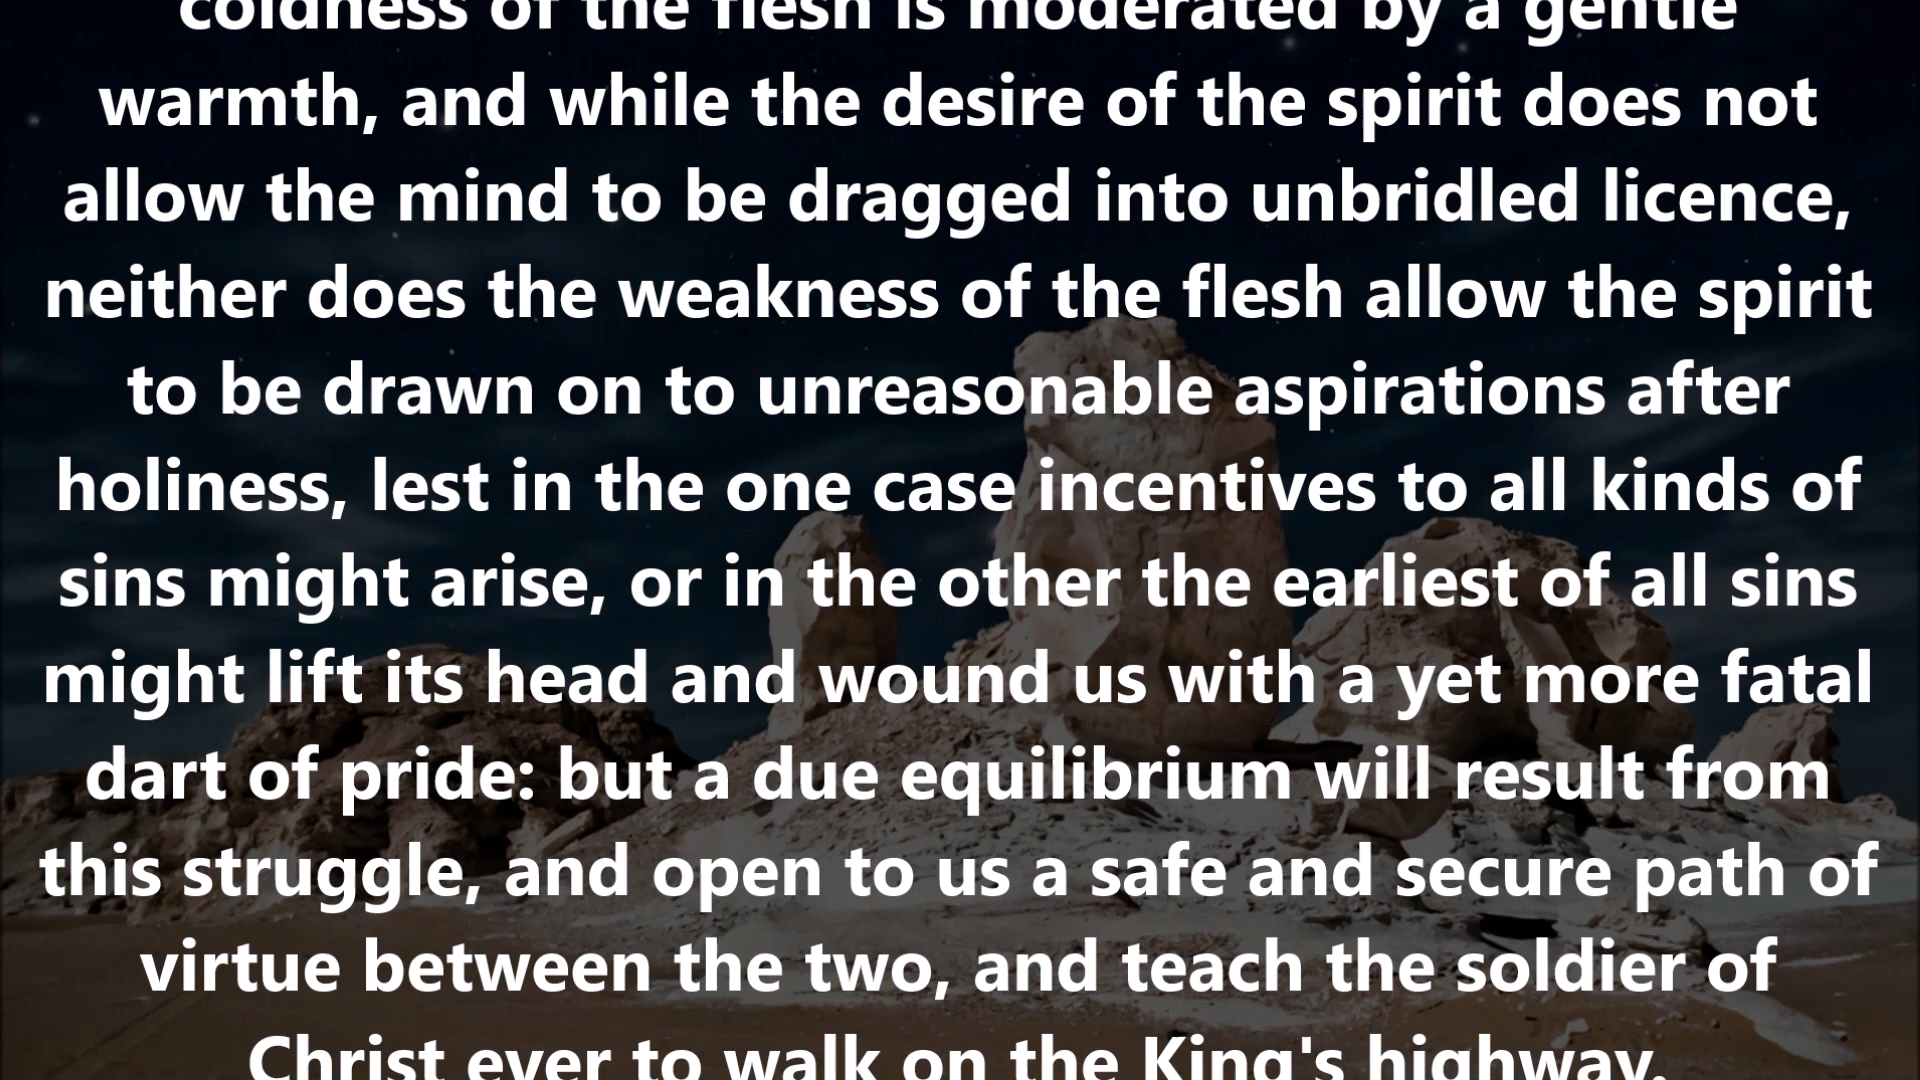 coldness of the flesh is moderated by a gentle
warmth, and while the desire of the spirit does not
allow the mind to be dragged into unbridled licence,
neither does the weakness of the flesh allow the spirit
to be drawn on to unreasonable aspirations after
holiness, lest in the one case incentives to all kinds of
sins might arise, or in the other the earliest of all sins
might lift its head and wound us with a yet more fatal
dart of pride: but a due equilibrium will result from
this struggle, and open to us a safe and secure path of
virtue between the two, and teach the soldier of
Christ ever to walk on the King's highway.